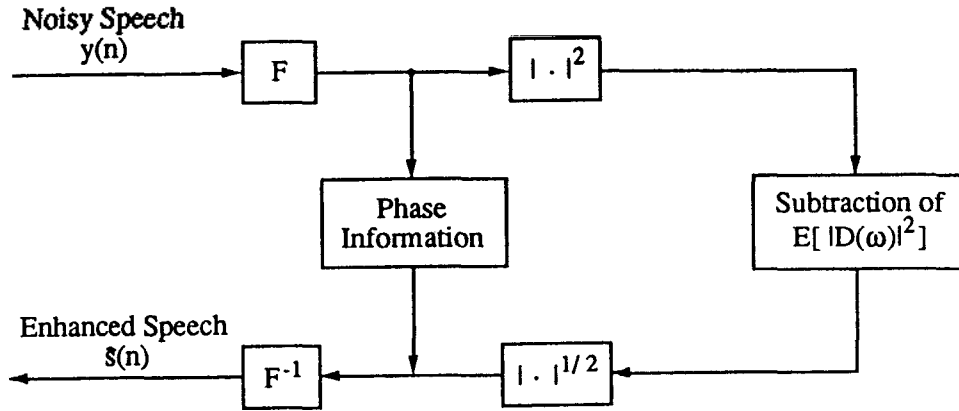 Noisy Speech
y(n)
F
| . |²
Phase
Information
Subtraction of
E[ |D(ω)|² ]
Enhanced Speech
ŝ(n)
F⁻¹
| . |¹/²